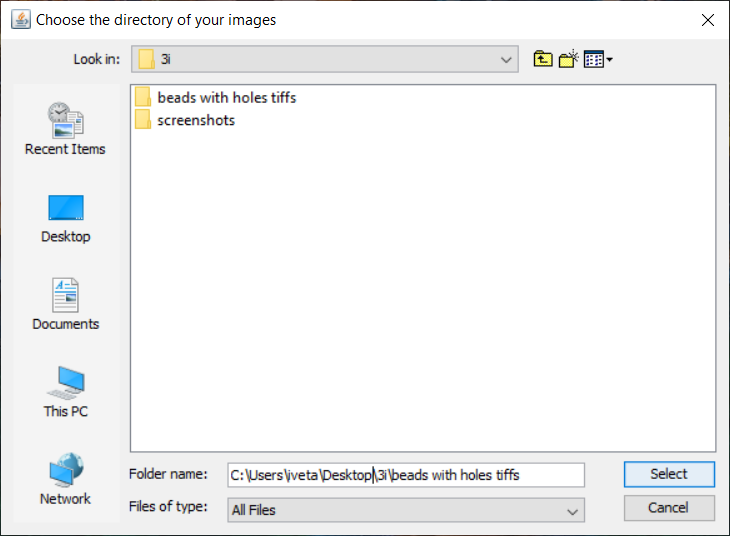 Choose the directory of your images
Look in:
3i
beads with holes tiffs
screenshots
Recent Items
Desktop
Documents
This PC
Network
Folder name:
C:\Users\iveta\Desktop\3i\beads with holes tiffs
Select
Files of type:
All Files
Cancel